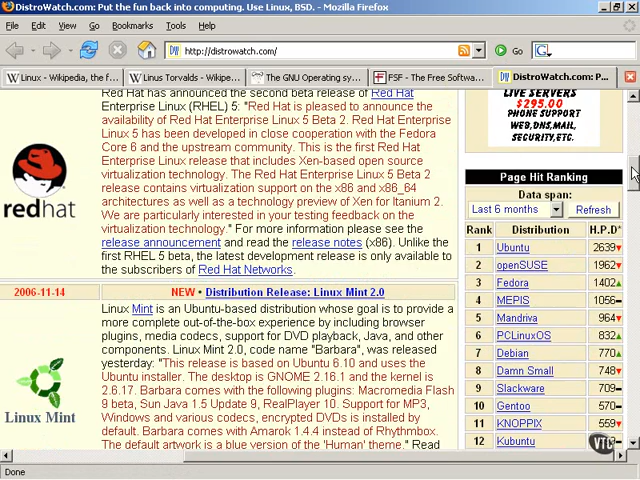 DistroWatch.com: Put the fun back into computing. Use Linux, BSD. - Mozilla Firefox
File Edit View Go Bookmarks Tools Help
http://distrowatch.com/ Go
Linux - Wikipedia, the f... Linus Torvalds - Wikipe... The GNU Operating sy... FSF - The Free Softwa... DistroWatch.com: P...
Red Hat has announced the second beta release of Red Hat
Enterprise Linux (RHEL) 5: "Red Hat is pleased to announce the
availability of Red Hat Enterprise Linux 5 Beta 2. Red Hat Enterprise
Linux 5 has been developed in close cooperation with the Fedora
Core 6 and the upstream community. This is the first Red Hat
Enterprise Linux release that includes Xen-based open source
virtualization technology. The Red Hat Enterprise Linux 5 Beta 2
release contains virtualization support on the x86 and x86_64
architectures as well as a technology preview of Xen for Itanium 2.
We are particularly interested in your testing feedback on the
virtualization technology." For more information please see the
release announcement and read the release notes (x86). Unlike the
first RHEL 5 beta, the latest development release is only available to
the subscribers of Red Hat Networks.
redhat
2006-11-14 NEW • Distribution Release: Linux Mint 2.0
Linux Mint is an Ubuntu-based distribution whose goal is to provide a
more complete out-of-the-box experience by including browser
plugins, media codecs, support for DVD playback, Java, and other
components. Linux Mint 2.0, code name "Barbara", was released
yesterday: "This release is based on Ubuntu 6.10 and uses the
Ubuntu installer. The desktop is GNOME 2.16.1 and the kernel is
2.6.17. Barbara comes with the following plugins: Macromedia Flash
9 beta, Sun Java 1.5 Update 9, RealPlayer 10. Support for MP3,
Windows and various codecs, encrypted DVDs is installed by
default. Barbara comes with Amarok 1.4.4 instead of Rhythmbox.
The default artwork is a blue version of the 'Human' theme." Read
Linux Mint
LIVE SERVERS
$295.00
PHONE SUPPORT
WEB,DNS,MAIL,
SECURITY,ETC.
Page Hit Ranking
Data span:
Last 6 months Refresh
Rank Distribution H.P.D*
1 Ubuntu 2639
2 openSUSE 1962
3 Fedora 1402
4 MEPIS 1056
5 Mandriva 964
6 PCLinuxOS 832
7 Debian 770
8 Damn Small 748
9 Slackware 709
10 Gentoo 570
11 KNOPPIX 559
12 Kubuntu
VTC
Done